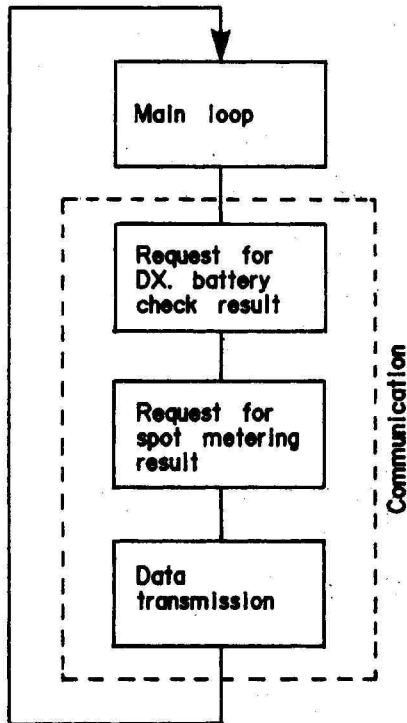 Main loop
Request for
DX. battery
check result
Request for
spot metering
result
Data
transmission
Communication